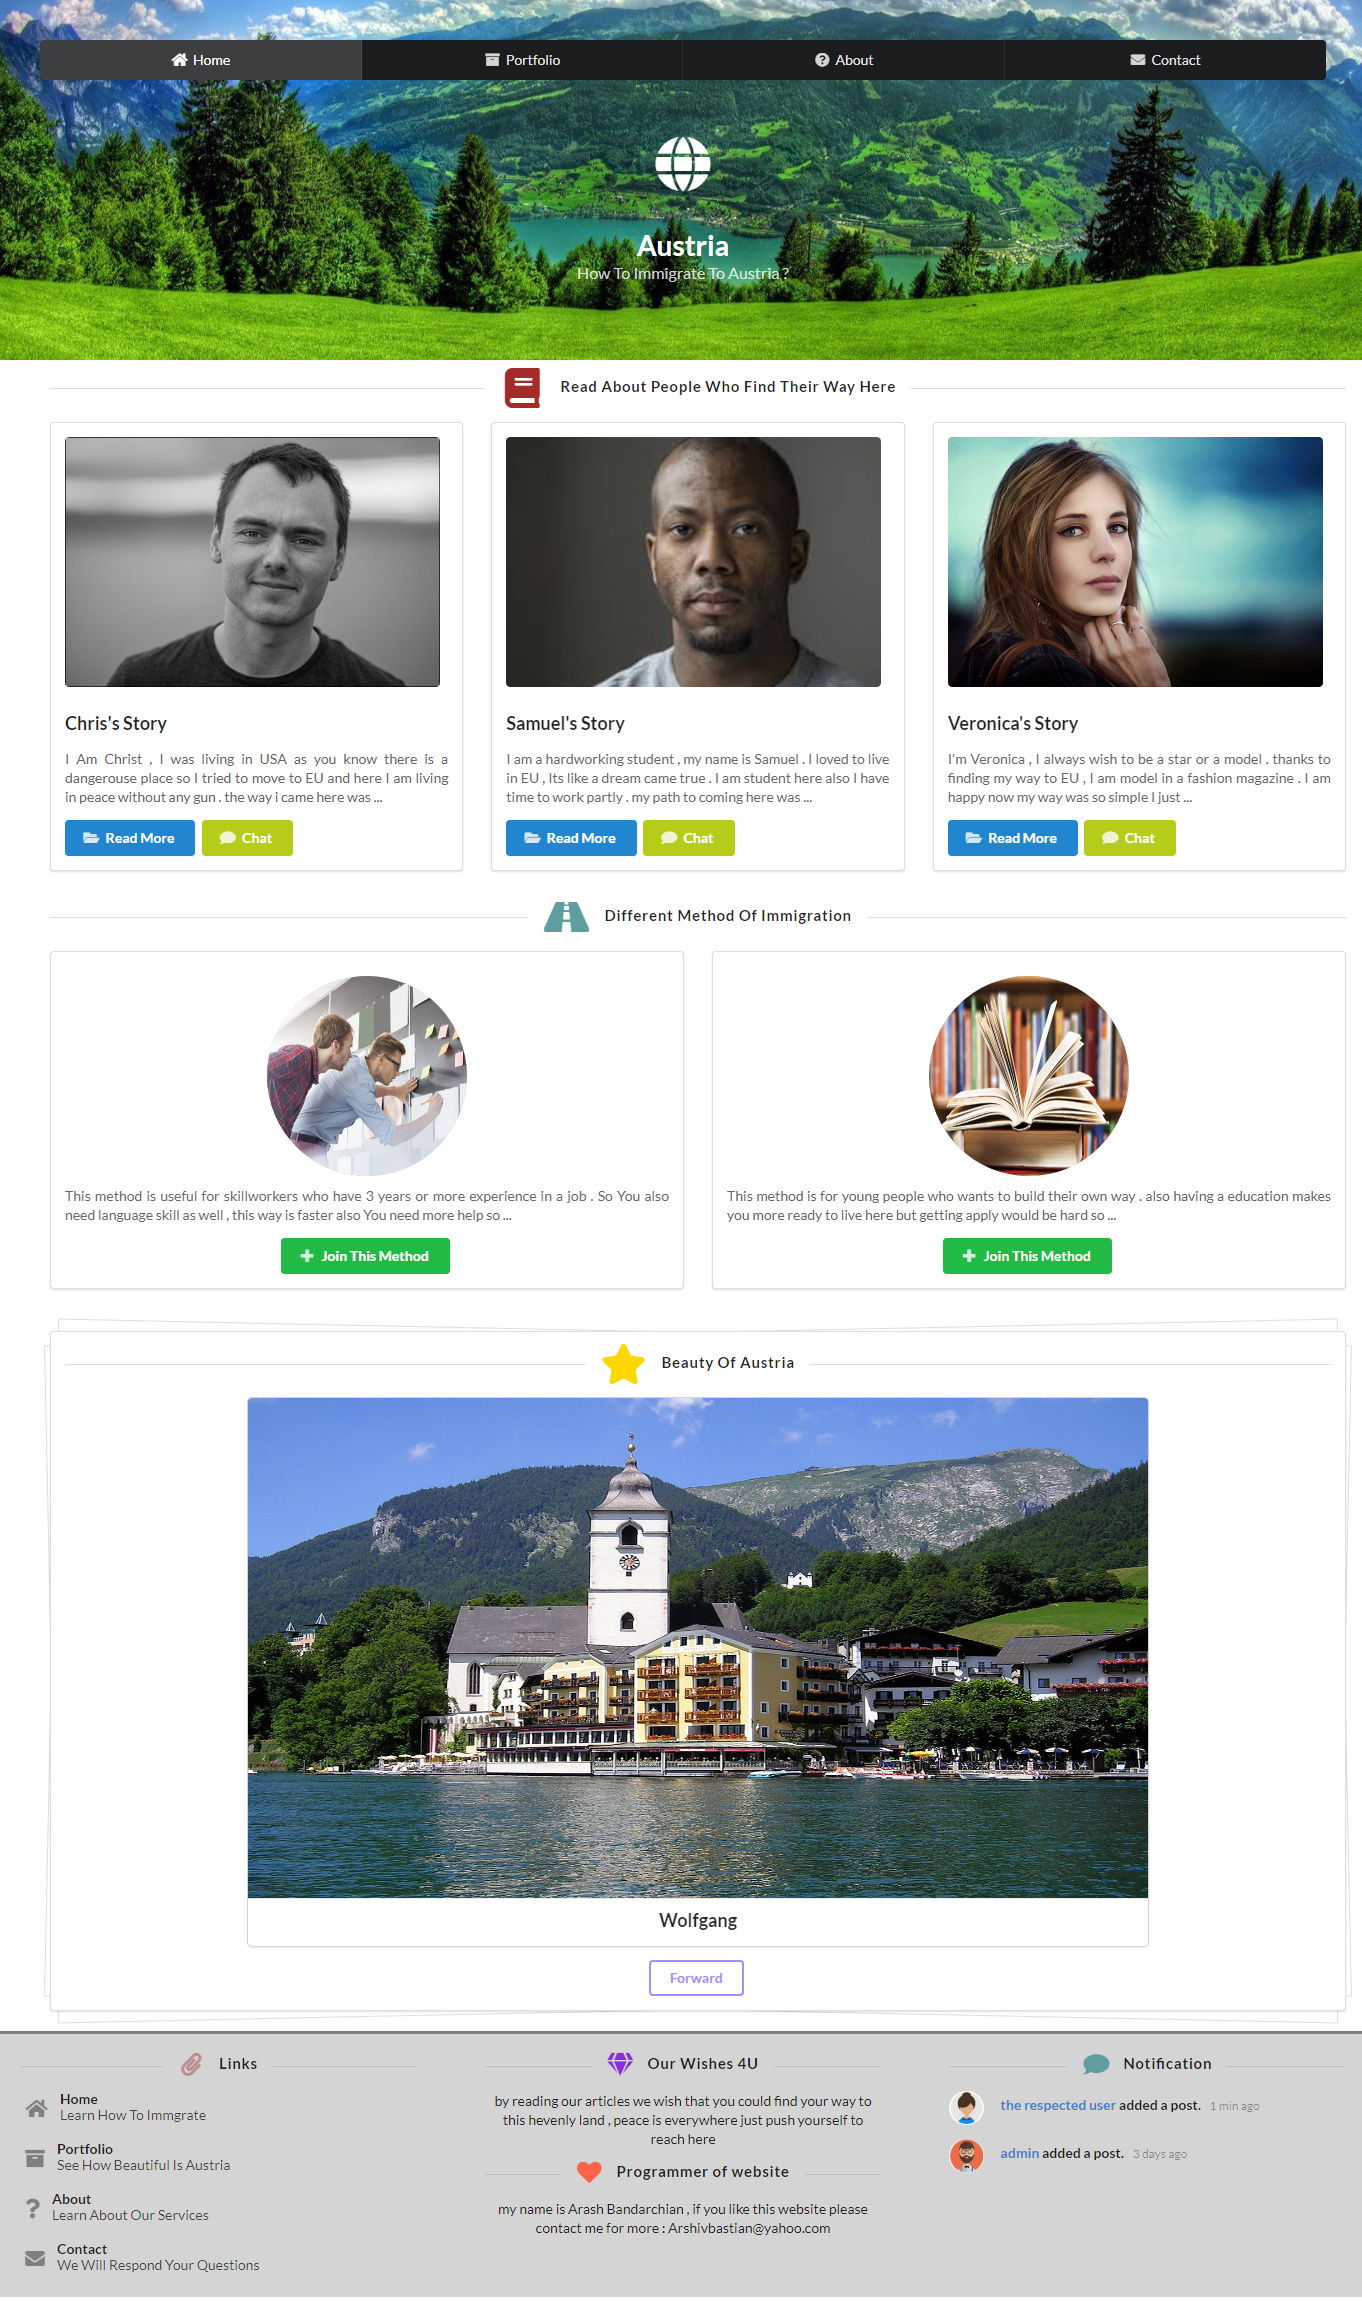 Home
Portfolio
About
Contact
Austria
How To Immigrate To Austria ?
Read About People Who Find Their Way Here
Chris's Story
I Am Christ , I was living in USA as you know there is a
dangerouse place so I tried to move to EU and here I am living
in peace without any gun . the way i came here was ...
Read More
Chat
Samuel's Story
I am a hardworking student , my name is Samuel . I loved to live
in EU , Its like a dream came true . I am student here also I have
time to work partly . my path to coming here was ...
Read More
Chat
Veronica's Story
I'm Veronica , I always wish to be a star or a model . thanks to
finding my way to EU , I am model in a fashion magazine . I am
happy now my way was so simple I just ...
Read More
Chat
Different Method Of Immigration
This method is useful for skillworkers who have 3 years or more experience in a job . So You also
need language skill as well , this way is faster also You need more help so ...
Join This Method
This method is for young people who wants to build their own way . also having a education makes
you more ready to live here but getting apply would be hard so ...
Join This Method
Beauty Of Austria
Wolfgang
Forward
Links
Home
Learn How To Immgrate
Portfolio
See How Beautiful Is Austria
About
Learn About Our Services
Contact
We Will Respond Your Questions
Our Wishes 4U
by reading our articles we wish that you could find your way to
this hevenly land , peace is everywhere just push yourself to
reach here
Programmer of website
my name is Arash Bandarchian , if you like this website please
contact me for more : Arshivbastian@yahoo.com
Notification
the respected user added a post. 1 min ago
admin added a post. 3 days ago